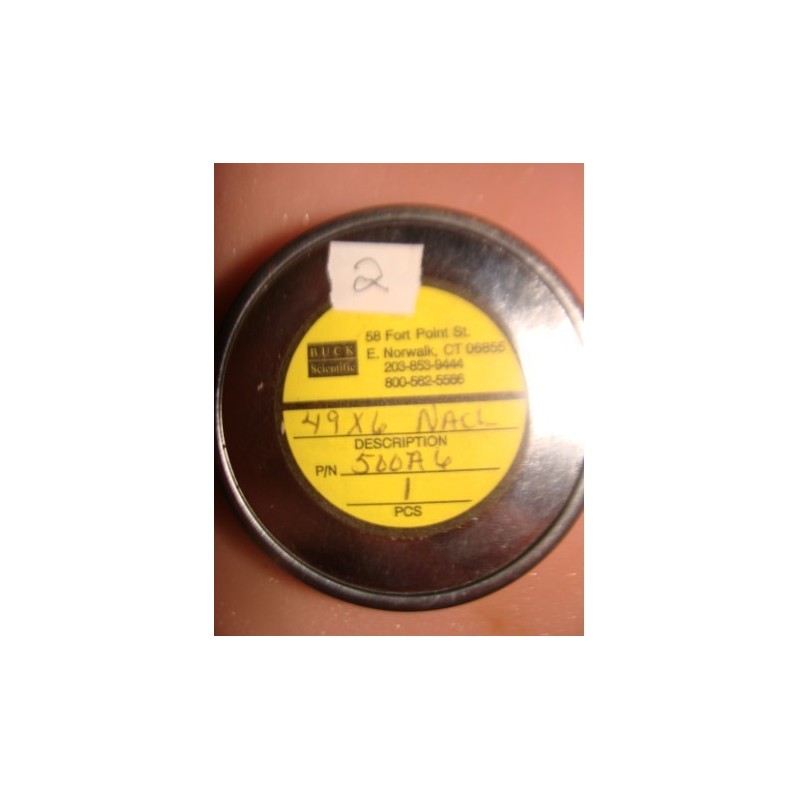 2
58 Fort Point St.
BUCK
Scientific
E. Norwalk, CT 06855
203-853-9444
800-562-5566
49X6 NACL
DESCRIPTION
P/N 500A6
1
PCS